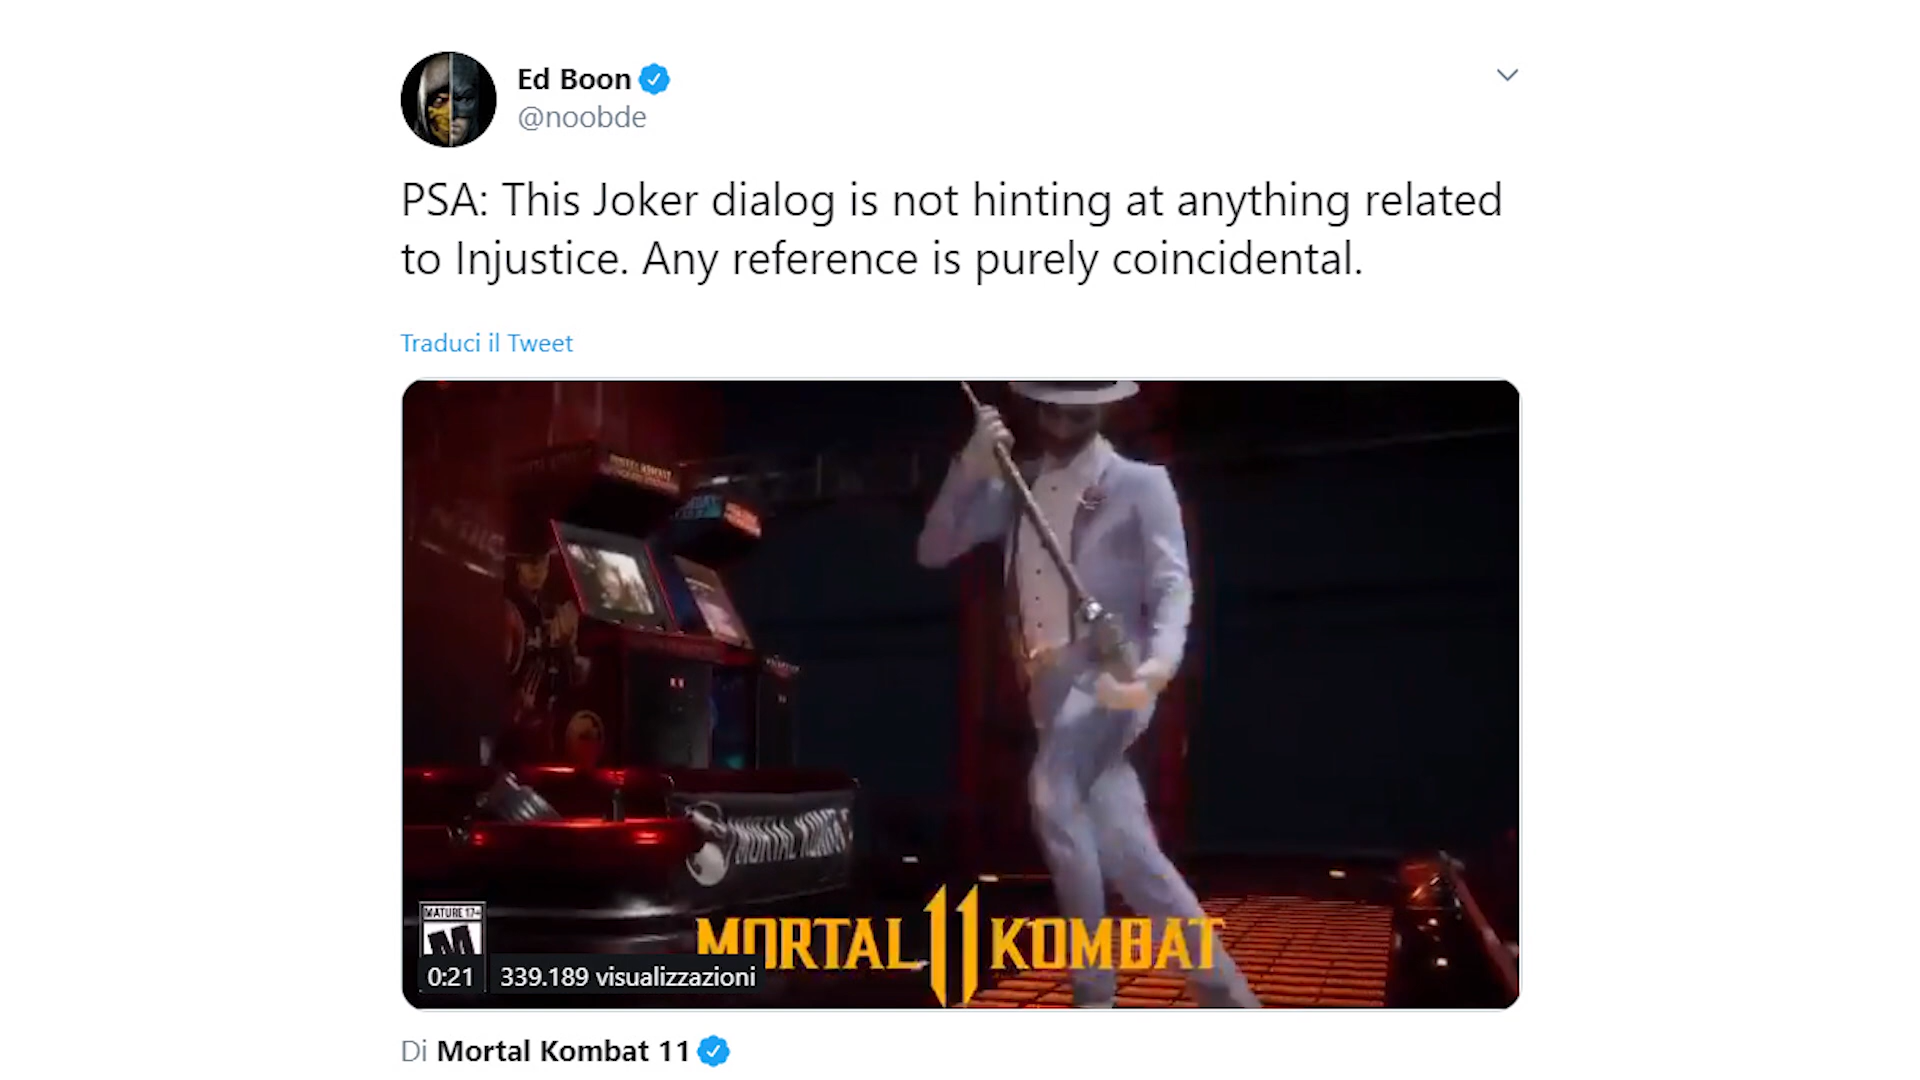 Ed Boon
@noobde
PSA: This Joker dialog is not hinting at anything related
to Injustice. Any reference is purely coincidental.
Traduci il Tweet
MORTAL KOMBAT
MATURE 17+
M
MORTAL 11 KOMBAT
0:21
339.189 visualizzazioni
Di Mortal Kombat 11